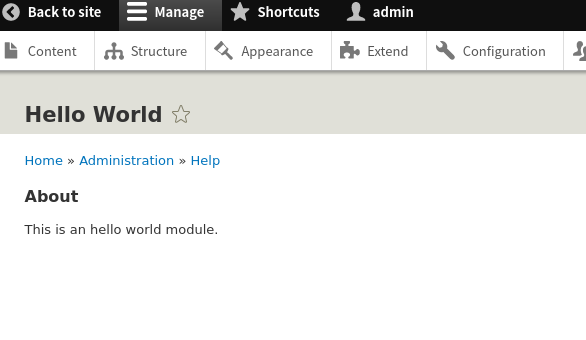 Back to site Manage Shortcuts admin
Content Structure Appearance Extend Configuration
Hello World
Home » Administration » Help
About
This is an hello world module.